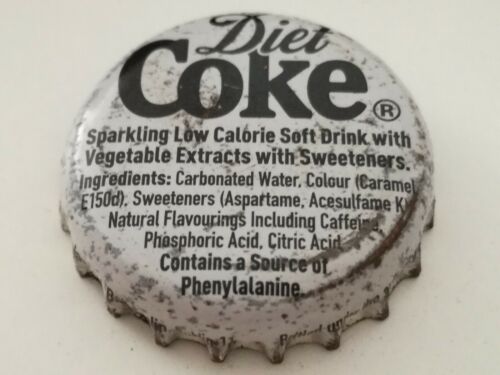 Diet
Coke®
Sparkling Low Calorie Soft Drink with
Vegetable Extracts with Sweeteners.
Ingredients: Carbonated Water, Colour (Caramel
E150d), Sweeteners (Aspartame, Acesulfame K)
Natural Flavourings Including Caffeine,
Phosphoric Acid, Citric Acid
Contains a Source of
Phenylalanine.